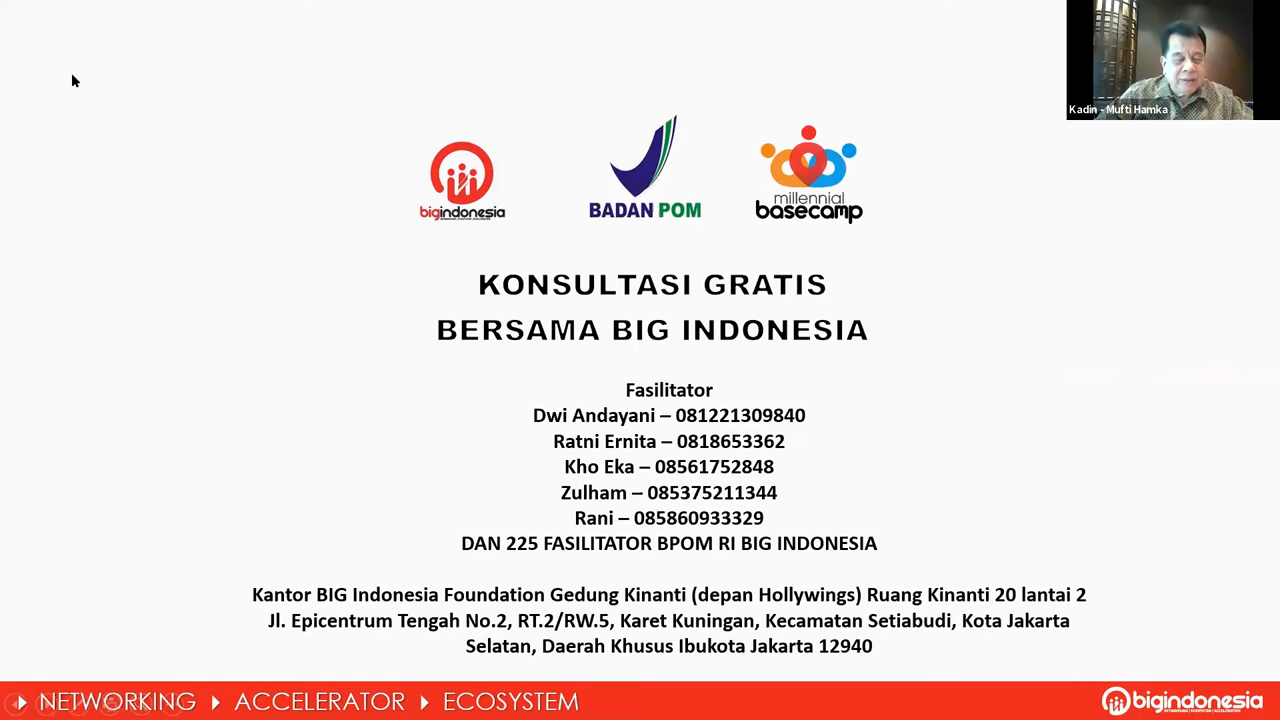 Kadin - Mufti Hamka
bigindonesia
BADAN POM
millennial
basecamp
KONSULTASI GRATIS
BERSAMA BIG INDONESIA
Fasilitator
Dwi Andayani – 081221309840
Ratni Ernita – 0818653362
Kho Eka – 08561752848
Zulham – 085375211344
Rani – 085860933329
DAN 225 FASILITATOR BPOM RI BIG INDONESIA
Kantor BIG Indonesia Foundation Gedung Kinanti (depan Hollywings) Ruang Kinanti 20 lantai 2
Jl. Epicentrum Tengah No.2, RT.2/RW.5, Karet Kuningan, Kecamatan Setiabudi, Kota Jakarta
Selatan, Daerah Khusus Ibukota Jakarta 12940
NETWORKING ACCELERATOR ECOSYSTEM
bigindonesia
NETWORKING | ECOSYSTEM | ACCELERATOR